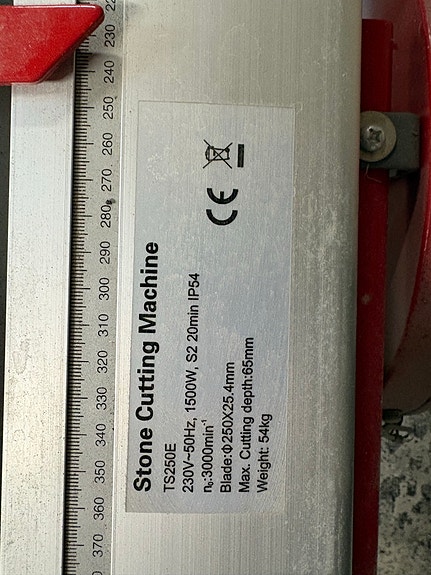 Stone Cutting Machine
TS250E
230V~50Hz, 1500W, S2 20min IP54
n₀:3000min⁻¹
Blade:Φ250X25.4mm
Max. Cutting depth:65mm
Weight: 54kg
CE
230
240
250
260
270
280
290
300
310
320
330
340
350
360
370